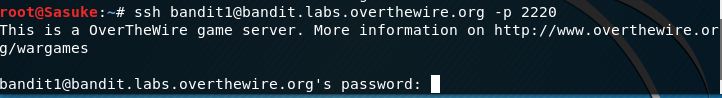 root@Sasuke:~# ssh bandit1@bandit.labs.overthewire.org -p 2220
This is a OverTheWire game server. More information on http://www.overthewire.or
g/wargames
bandit1@bandit.labs.overthewire.org's password: